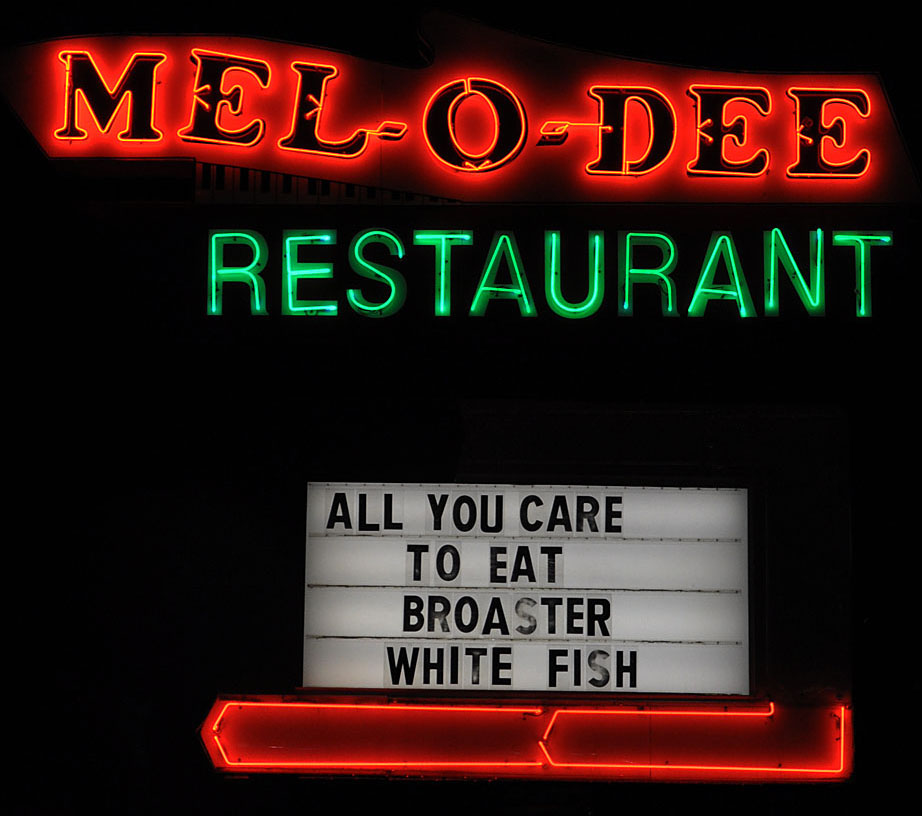 MEL-O-DEE
RESTAURANT
ALL YOU CARE
TO EAT
BROASTER
WHITE FISH